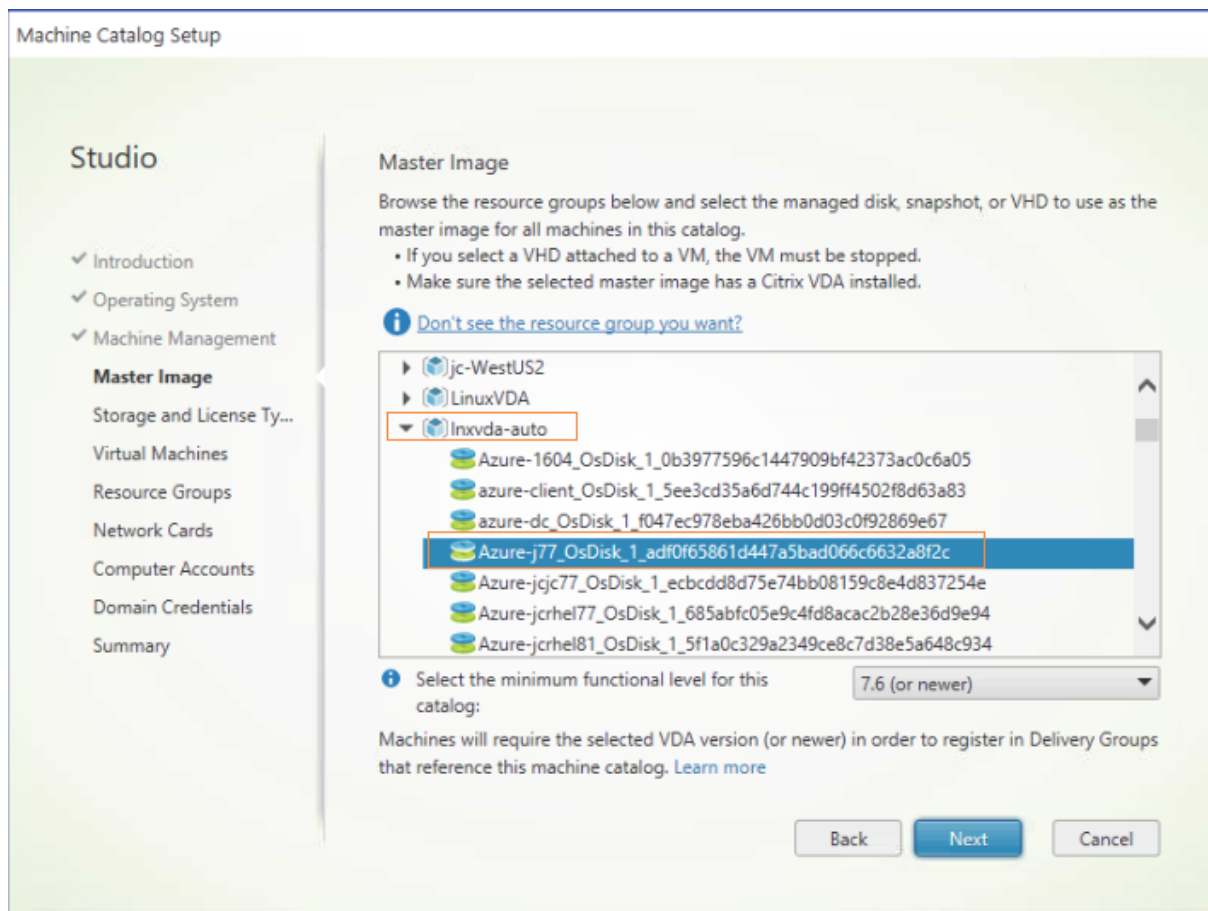 Machine Catalog Setup
Studio
Introduction
Operating System
Machine Management
Master Image
Storage and License Ty...
Virtual Machines
Resource Groups
Network Cards
Computer Accounts
Domain Credentials
Summary
Master Image
Browse the resource groups below and select the managed disk, snapshot, or VHD to use as the
master image for all machines in this catalog.
• If you select a VHD attached to a VM, the VM must be stopped.
• Make sure the selected master image has a Citrix VDA installed.
Don't see the resource group you want?
jc-WestUS2
LinuxVDA
lnxvda-auto
Azure-1604_OsDisk_1_0b3977596c1447909bf42373ac0c6a05
azure-client_OsDisk_1_5ee3cd35a6d744c199ff4502f8d63a83
azure-dc_OsDisk_1_f047ec978eba426bb0d03c0f92869e67
Azure-j77_OsDisk_1_adf0f65861d447a5bad066c6632a8f2c
Azure-jcjc77_OsDisk_1_ecbcdd8d75e74bb08159c8e4d837254e
Azure-jcrhel77_OsDisk_1_685abfc05e9c4fd8acac2b28e36d9e94
Azure-jcrhel81_OsDisk_1_5f1a0c329a2349ce8c7d38e5a648c934
Select the minimum functional level for this
catalog:
7.6 (or newer)
Machines will require the selected VDA version (or newer) in order to register in Delivery Groups
that reference this machine catalog. Learn more
Back
Next
Cancel